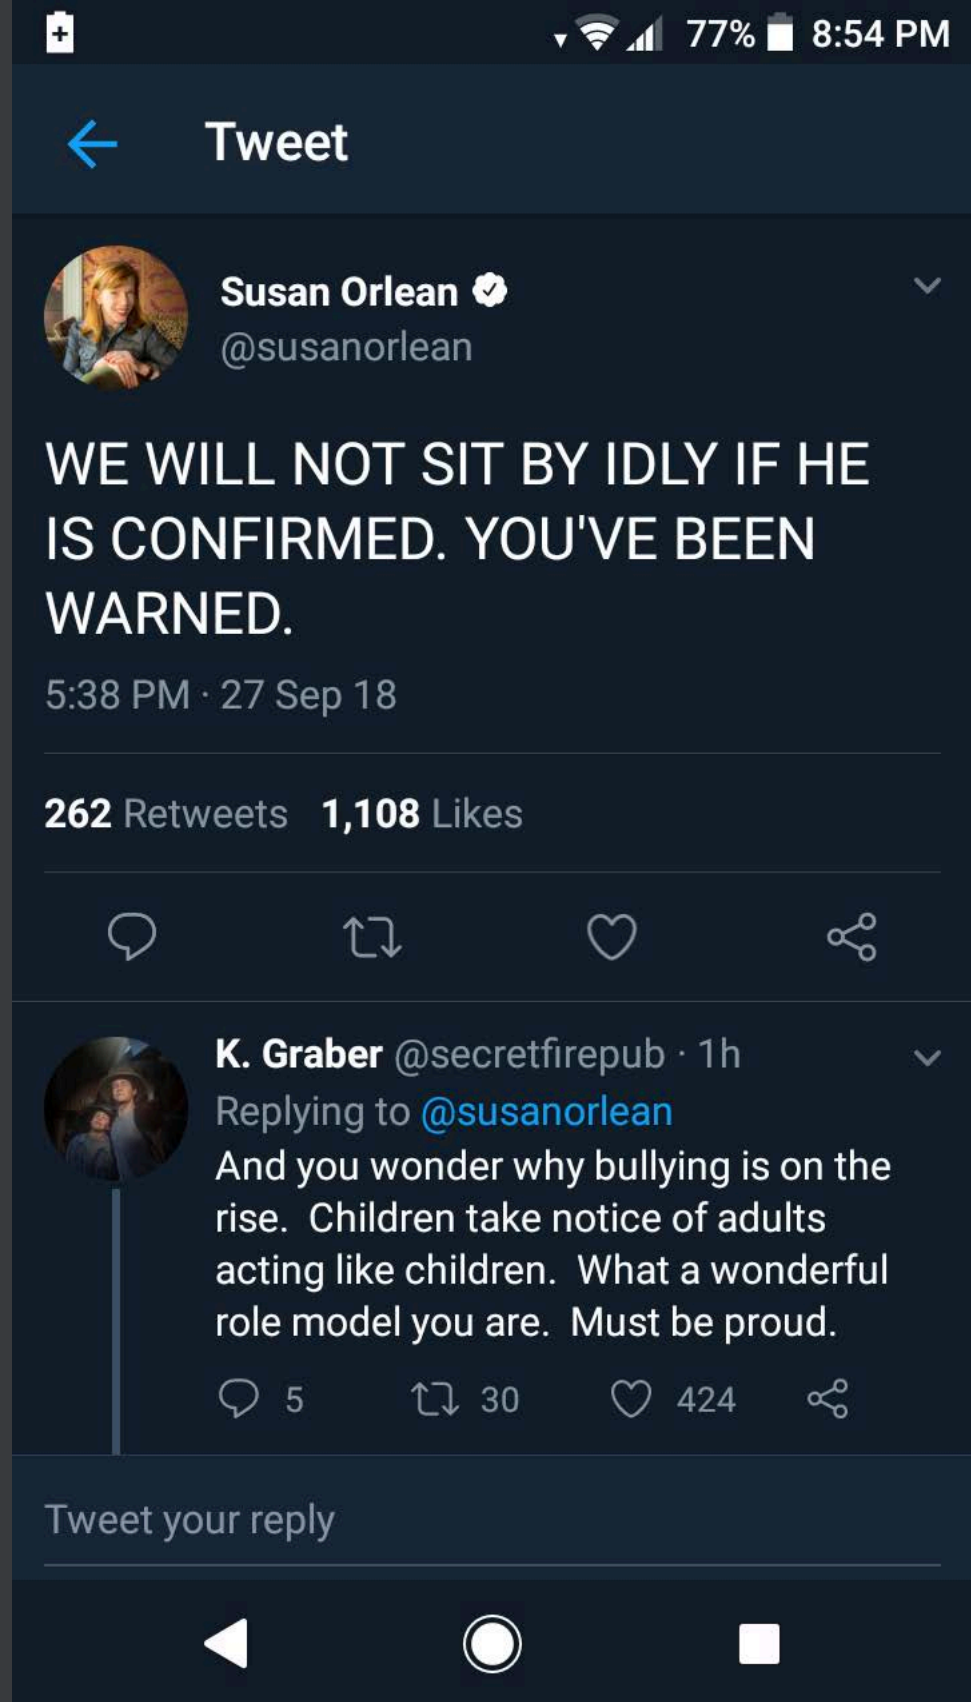 77% 8:54 PM
Tweet
Susan Orlean
@susanorlean
WE WILL NOT SIT BY IDLY IF HE
IS CONFIRMED. YOU'VE BEEN
WARNED.
5:38 PM · 27 Sep 18
262 Retweets 1,108 Likes
K. Graber @secretfirepub · 1h
Replying to @susanorlean
And you wonder why bullying is on the
rise.  Children take notice of adults
acting like children.  What a wonderful
role model you are.  Must be proud.
5 30 424
Tweet your reply